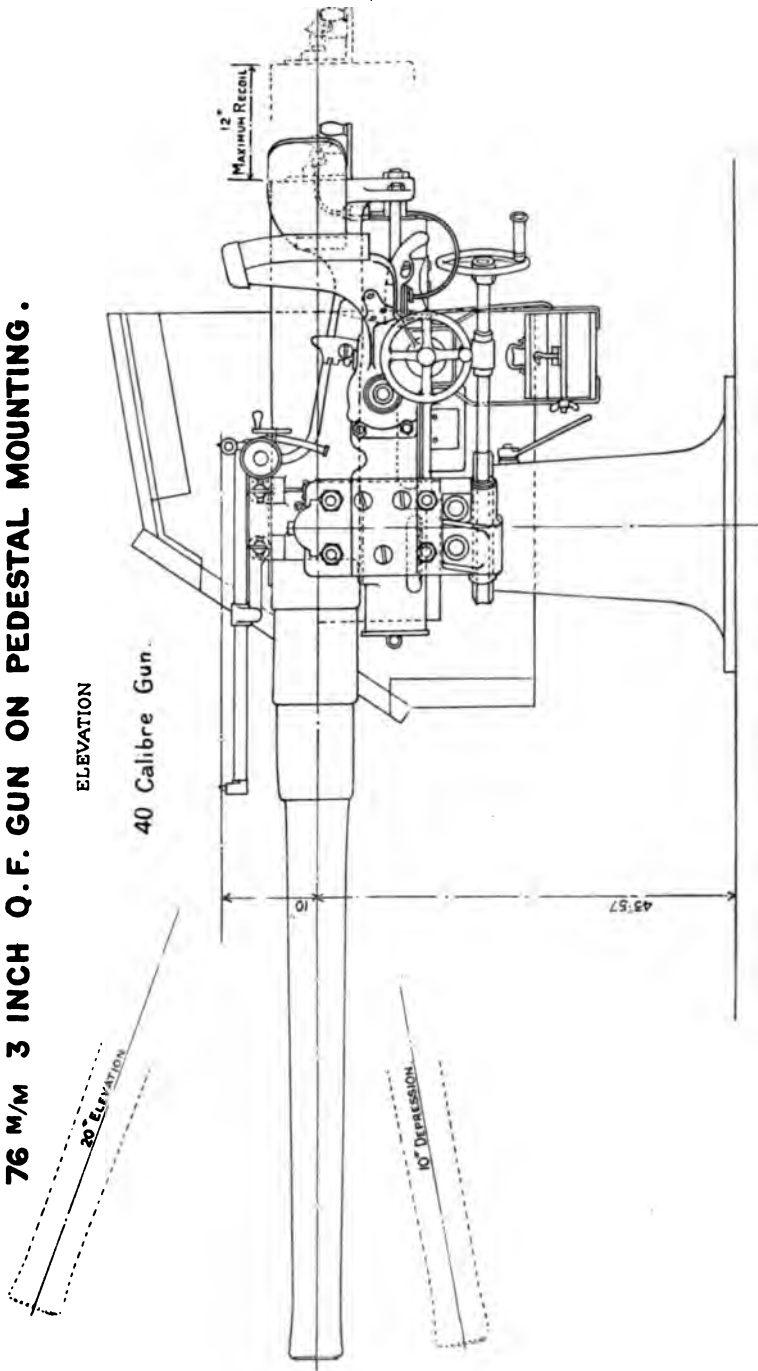 76 M/M 3 INCH Q.F. GUN ON PEDESTAL MOUNTING.
ELEVATION
40 Calibre Gun.
12"
MAXIMUM RECOIL
20° ELEVATION
10
43·57
10° DEPRESSION